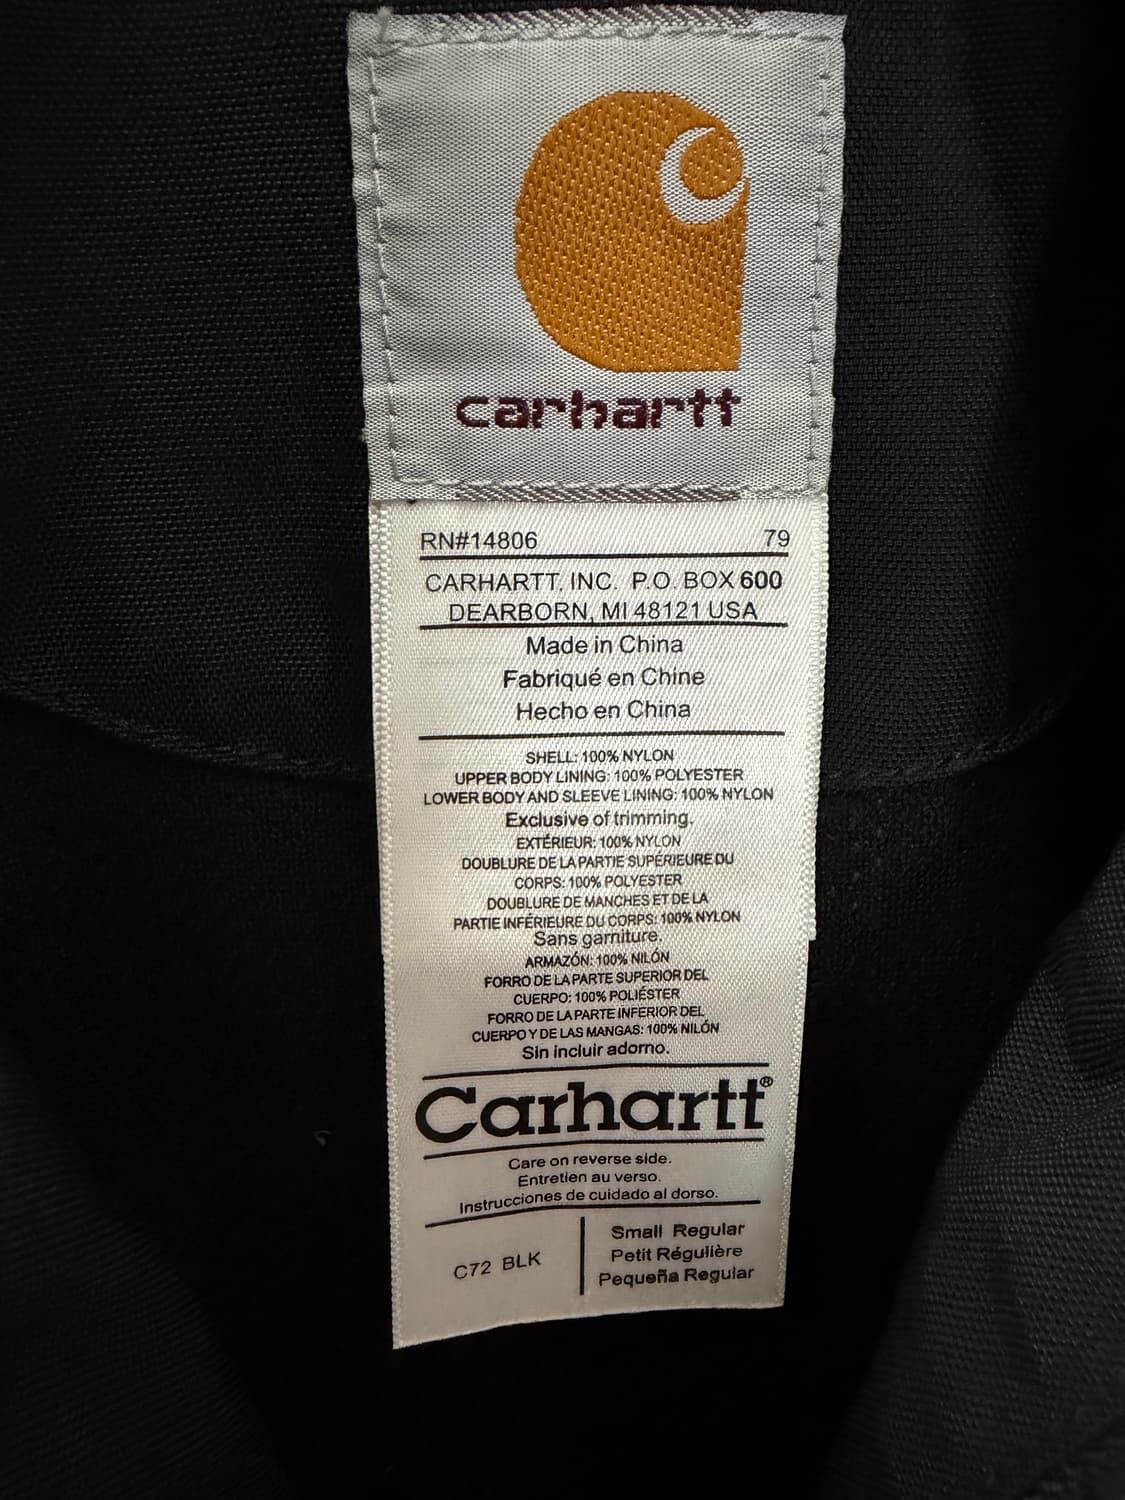 carhartt
RN#14806 79
CARHARTT, INC. P.O. BOX 600
DEARBORN, MI 48121 USA
Made in China
Fabriqué en Chine
Hecho en China
SHELL: 100% NYLON
UPPER BODY LINING: 100% POLYESTER
LOWER BODY AND SLEEVE LINING: 100% NYLON
Exclusive of trimming.
EXTÉRIEUR: 100% NYLON
DOUBLURE DE LA PARTIE SUPÉRIEURE DU
CORPS: 100% POLYESTER
DOUBLURE DE MANCHES ET DE LA
PARTIE INFÉRIEURE DU CORPS: 100% NYLON
Sans garniture.
ARMAZÓN: 100% NILÓN
FORRO DE LA PARTE SUPERIOR DEL
CUERPO: 100% POLIÉSTER
FORRO DE LA PARTE INFERIOR DEL
CUERPO Y DE LAS MANGAS: 100% NILÓN
Sin incluir adorno.
Carhartt®
Care on reverse side.
Entretien au verso.
Instrucciones de cuidado al dorso.
C72 BLK
Small Regular
Petit Régulière
Pequeña Regular